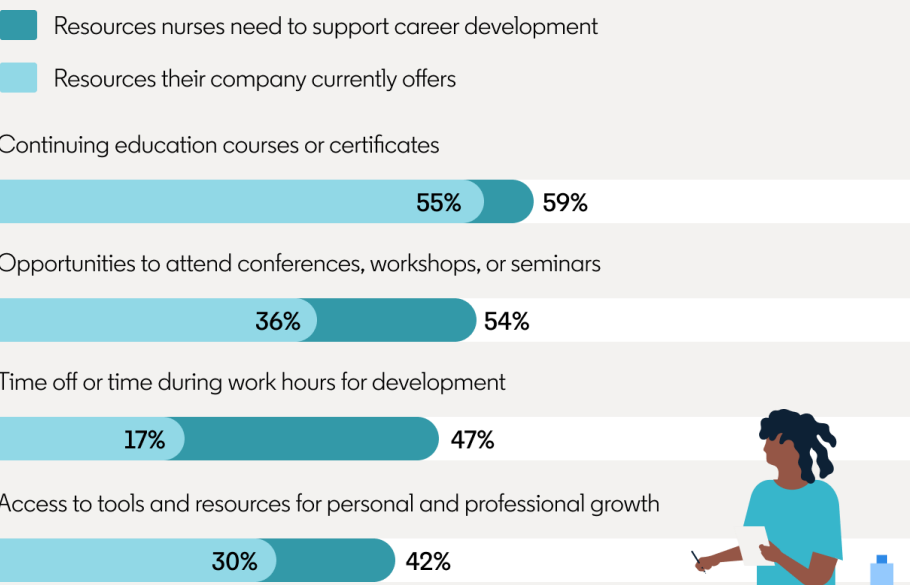 Resources nurses need to support career development
Resources their company currently offers
Continuing education courses or certificates
55% 59%
Opportunities to attend conferences, workshops, or seminars
36% 54%
Time off or time during work hours for development
17% 47%
Access to tools and resources for personal and professional growth
30% 42%